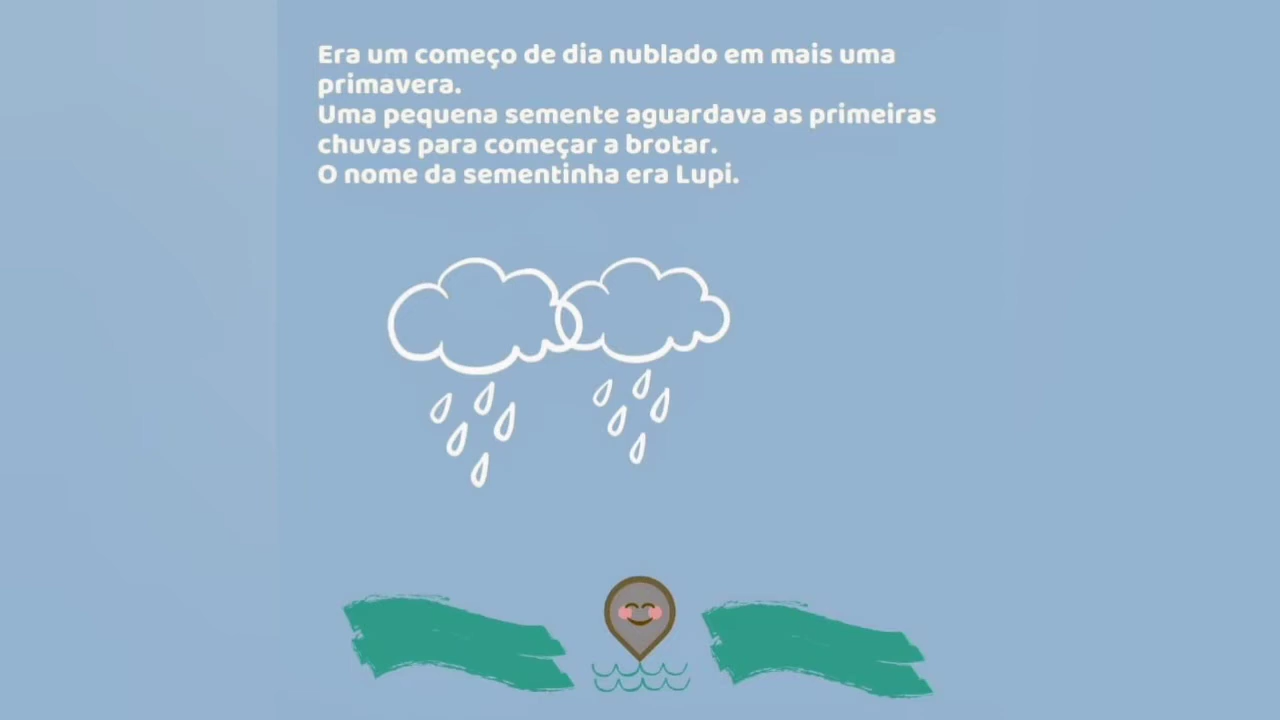 Era um começo de dia nublado em mais uma
primavera.
Uma pequena semente aguardava as primeiras
chuvas para começar a brotar.
O nome da sementinha era Lupi.